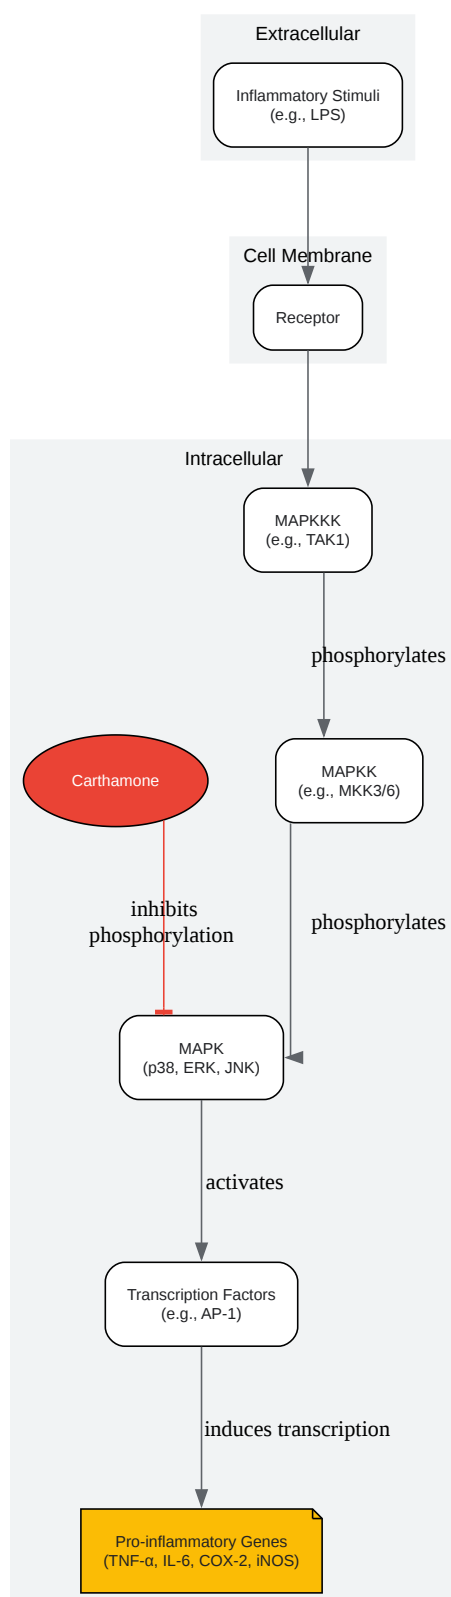 Extracellular
Inflammatory Stimuli
(e.g., LPS)
Cell Membrane
Receptor
Intracellular
MAPKKK
(e.g., TAK1)
phosphorylates
Carthamone
MAPKK
(e.g., MKK3/6)
inhibits
phosphorylation
phosphorylates
MAPK
(p38, ERK, JNK)
activates
Transcription Factors
(e.g., AP-1)
induces transcription
Pro-inflammatory Genes
(TNF-α, IL-6, COX-2, iNOS)